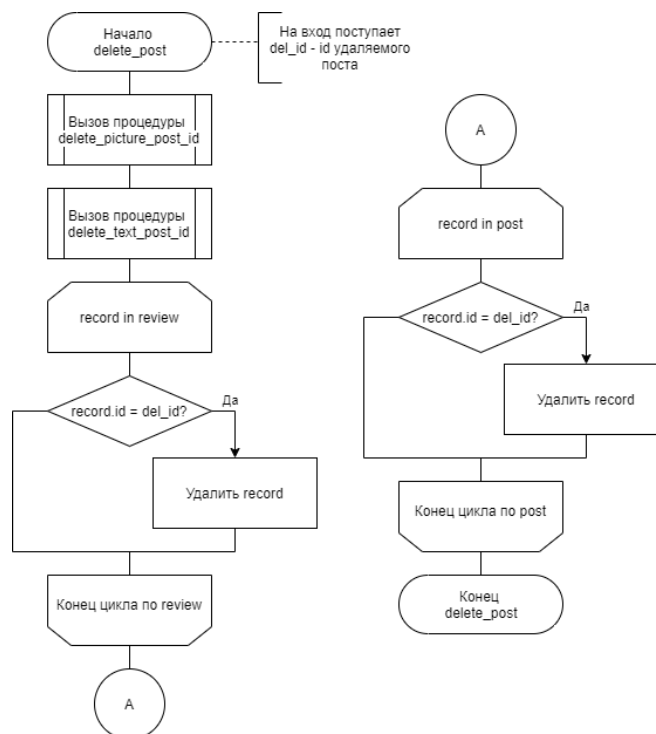 Начало
delete_post
На вход поступает
del_id - id удаляемого
поста
Вызов процедуры
delete_picture_post_id
Вызов процедуры
delete_text_post_id
record in review
record.id = del_id?
Да
Удалить record
Конец цикла по review
A
A
record in post
record.id = del_id?
Да
Удалить record
Конец цикла по post
Конец
delete_post